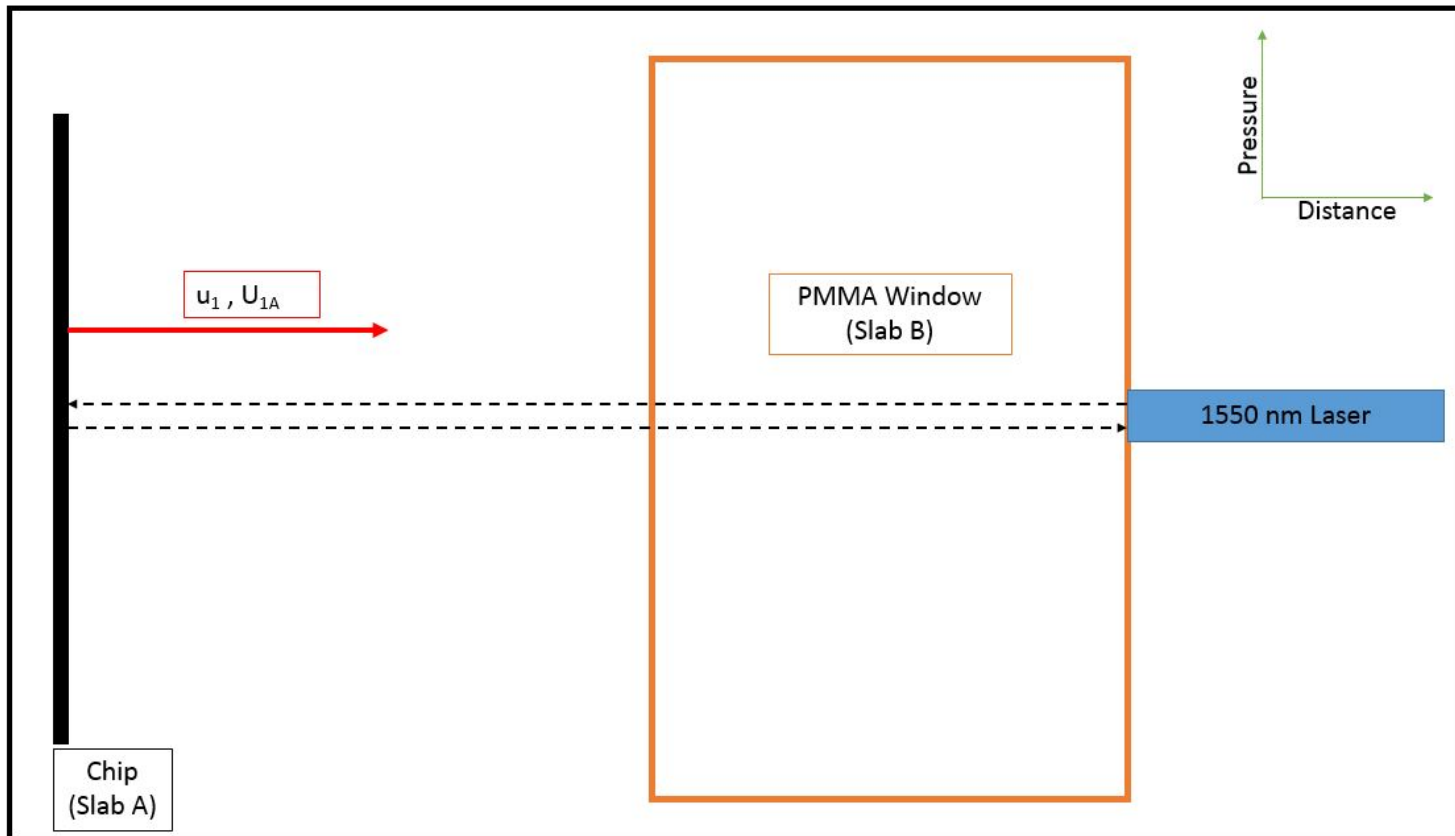 Pressure
Distance
u₁ , U₁A
PMMA Window
(Slab B)
1550 nm Laser
Chip
(Slab A)